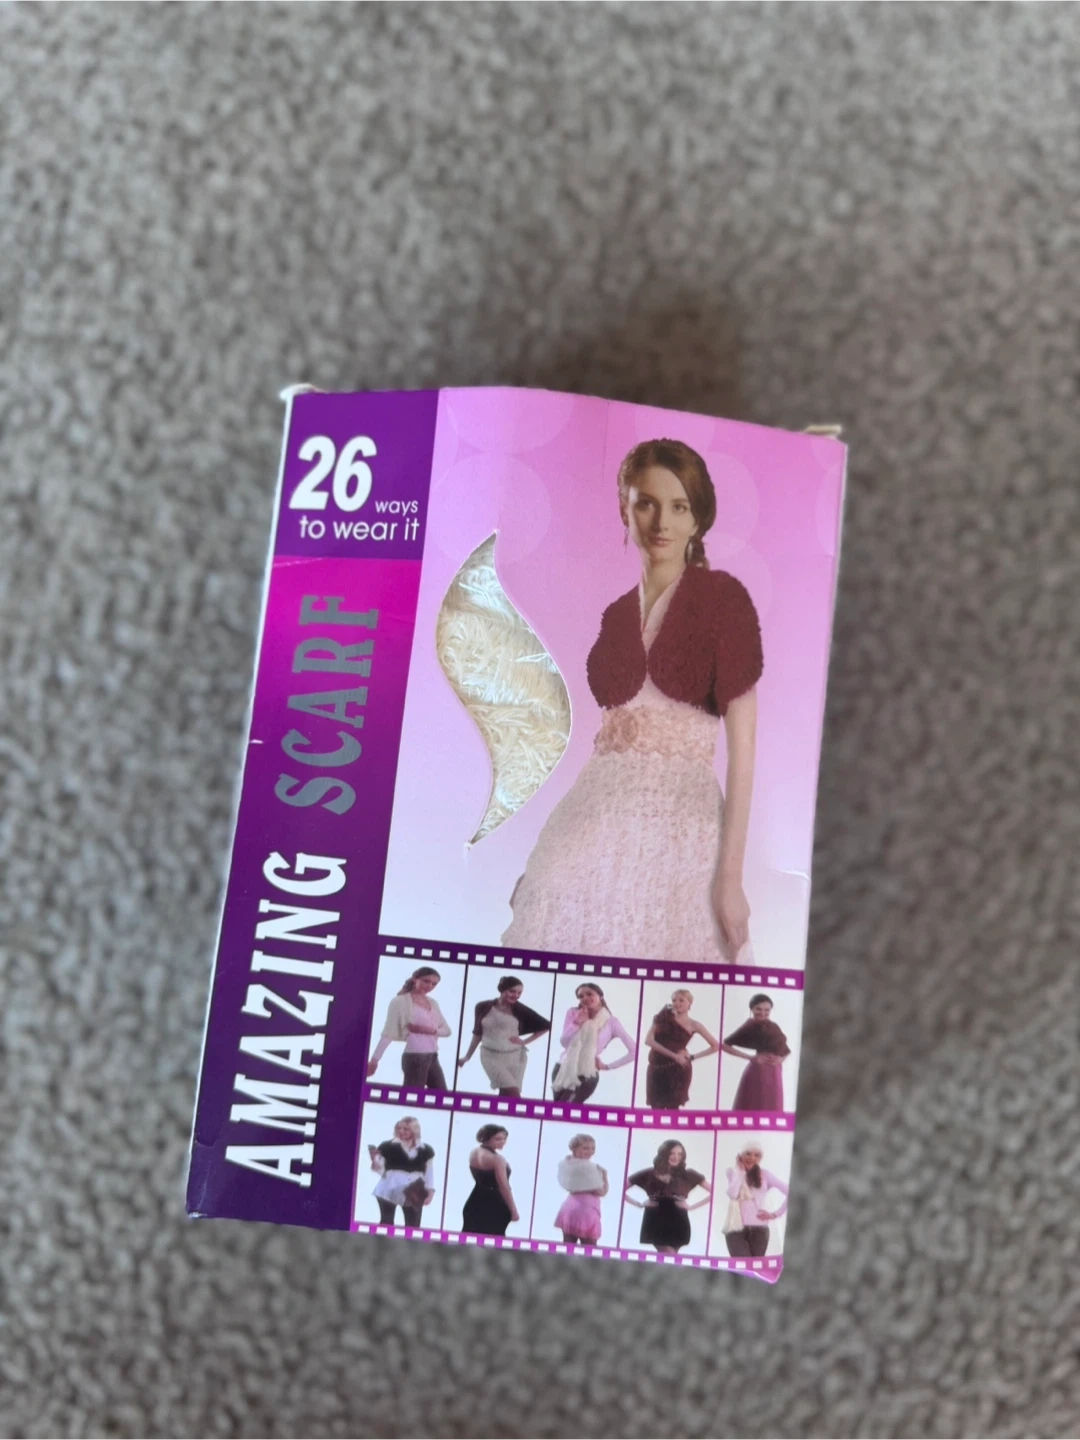 26
ways
to wear it
AMAZING SCARF